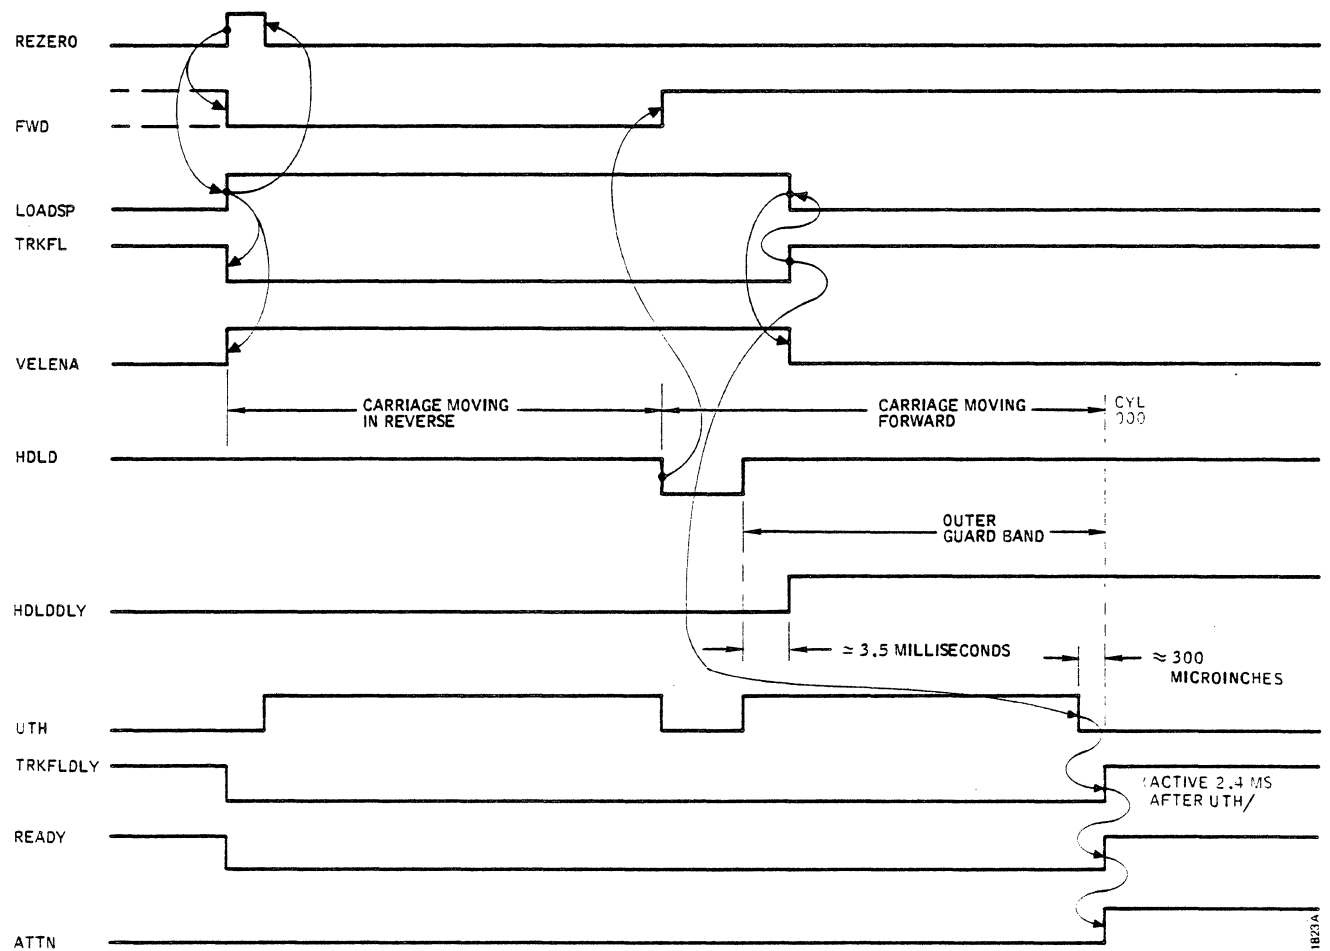 REZERO
FWD
LOADSP
TRKFL
VELENA
CARRIAGE MOVING
IN REVERSE
CARRIAGE MOVING
FORWARD
CYL
000
HDLD
OUTER
GUARD BAND
HDLDDLY
≃ 3.5 MILLISECONDS
≈ 300
MICROINCHES
UTH
TRKFLDLY
(ACTIVE 2.4 MS
AFTER UTH/
READY
ATTN
1823A